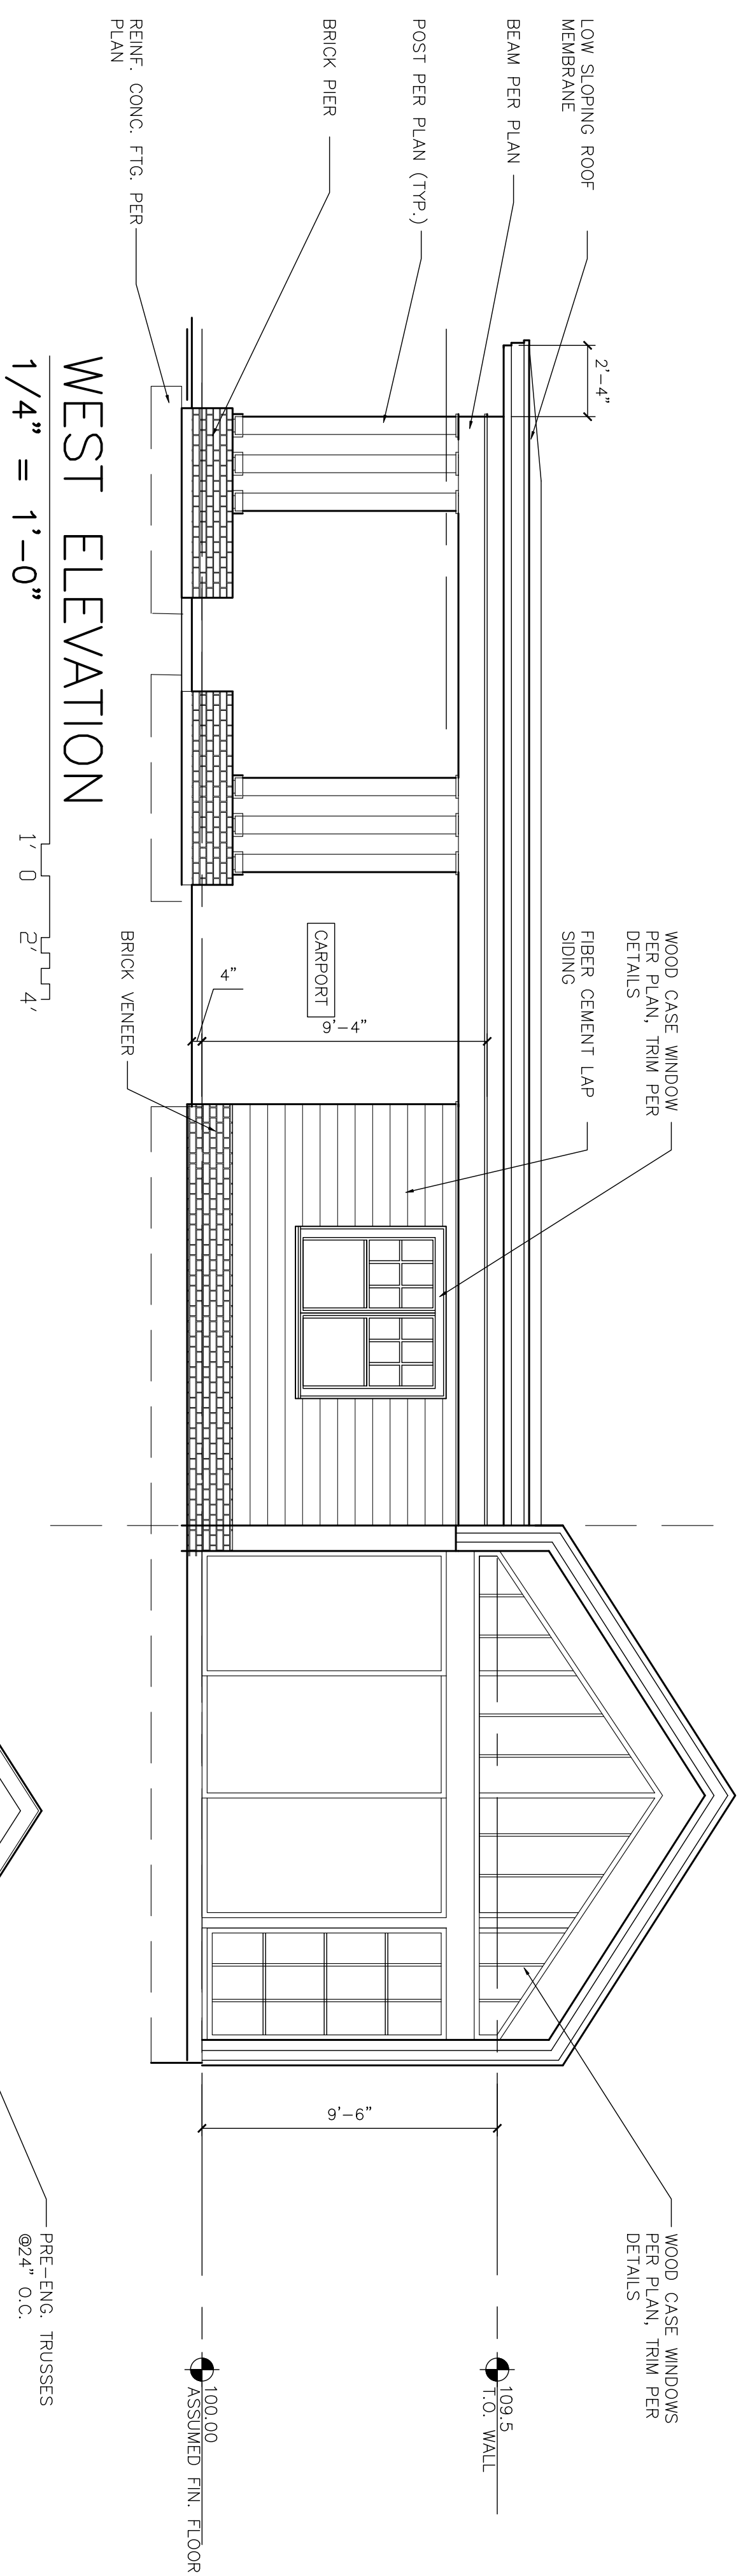 LOW SLOPING ROOF
MEMBRANE
BEAM PER PLAN
POST PER PLAN (TYP.)
BRICK PIER
REINF. CONC. FTG. PER
PLAN
2'-4"
WOOD CASE WINDOW
PER PLAN, TRIM PER
DETAILS
FIBER CEMENT LAP
SIDING
CARPORT
9'-4"
4"
BRICK VENEER
WOOD CASE WINDOWS
PER PLAN, TRIM PER
DETAILS
9'-6"
109.5
T.O. WALL
100.00
ASSUMED FIN. FLOOR
WEST ELEVATION
1/4" = 1'-0"
1' 0 2' 4'
PRE-ENG. TRUSSES
@24" O.C.